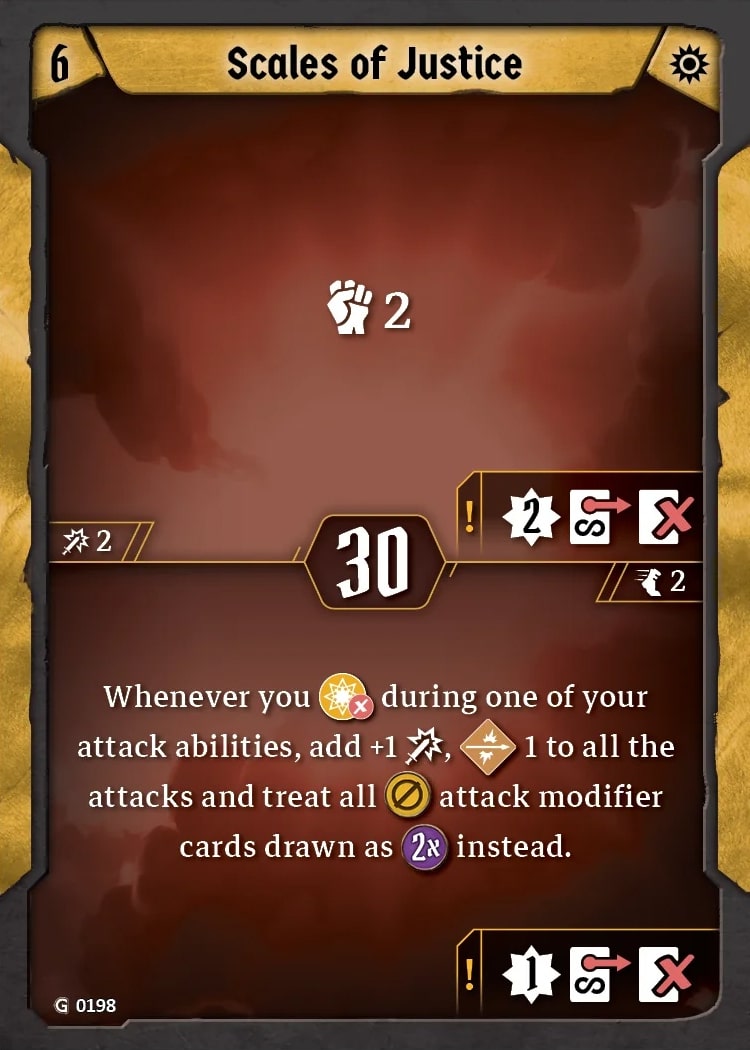 6 Scales of Justice
2
! 2
2
30
2
Whenever you during one of your
attack abilities, add +1 , 1 to all the
attacks and treat all attack modifier
cards drawn as 2x instead.
! 1
G 0198